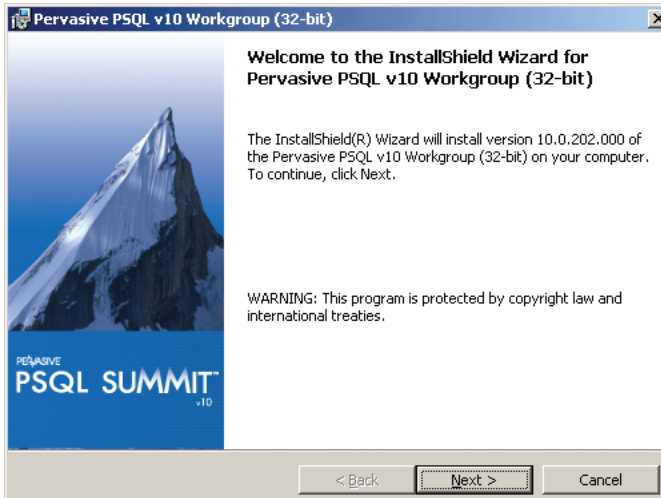 Pervasive PSQL v10 Workgroup (32-bit)
Welcome to the InstallShield Wizard for
Pervasive PSQL v10 Workgroup (32-bit)
The InstallShield(R) Wizard will install version 10.0.202.000 of
the Pervasive PSQL v10 Workgroup (32-bit) on your computer.
To continue, click Next.
WARNING: This program is protected by copyright law and
international treaties.
PERVASIVE
PSQL SUMMIT™
v10
< Back
Next >
Cancel